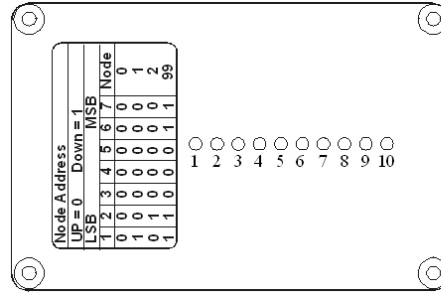 Node Address
UP = 0 Down = 1
LSB MSB
1 2 3 4 5 6 7 Node
0 0 0 0 0 0 0 0
1 0 0 0 0 0 0 1
0 1 0 0 0 0 0 2
1 1 0 0 0 1 1 99
1 2 3 4 5 6 7 8 9 10